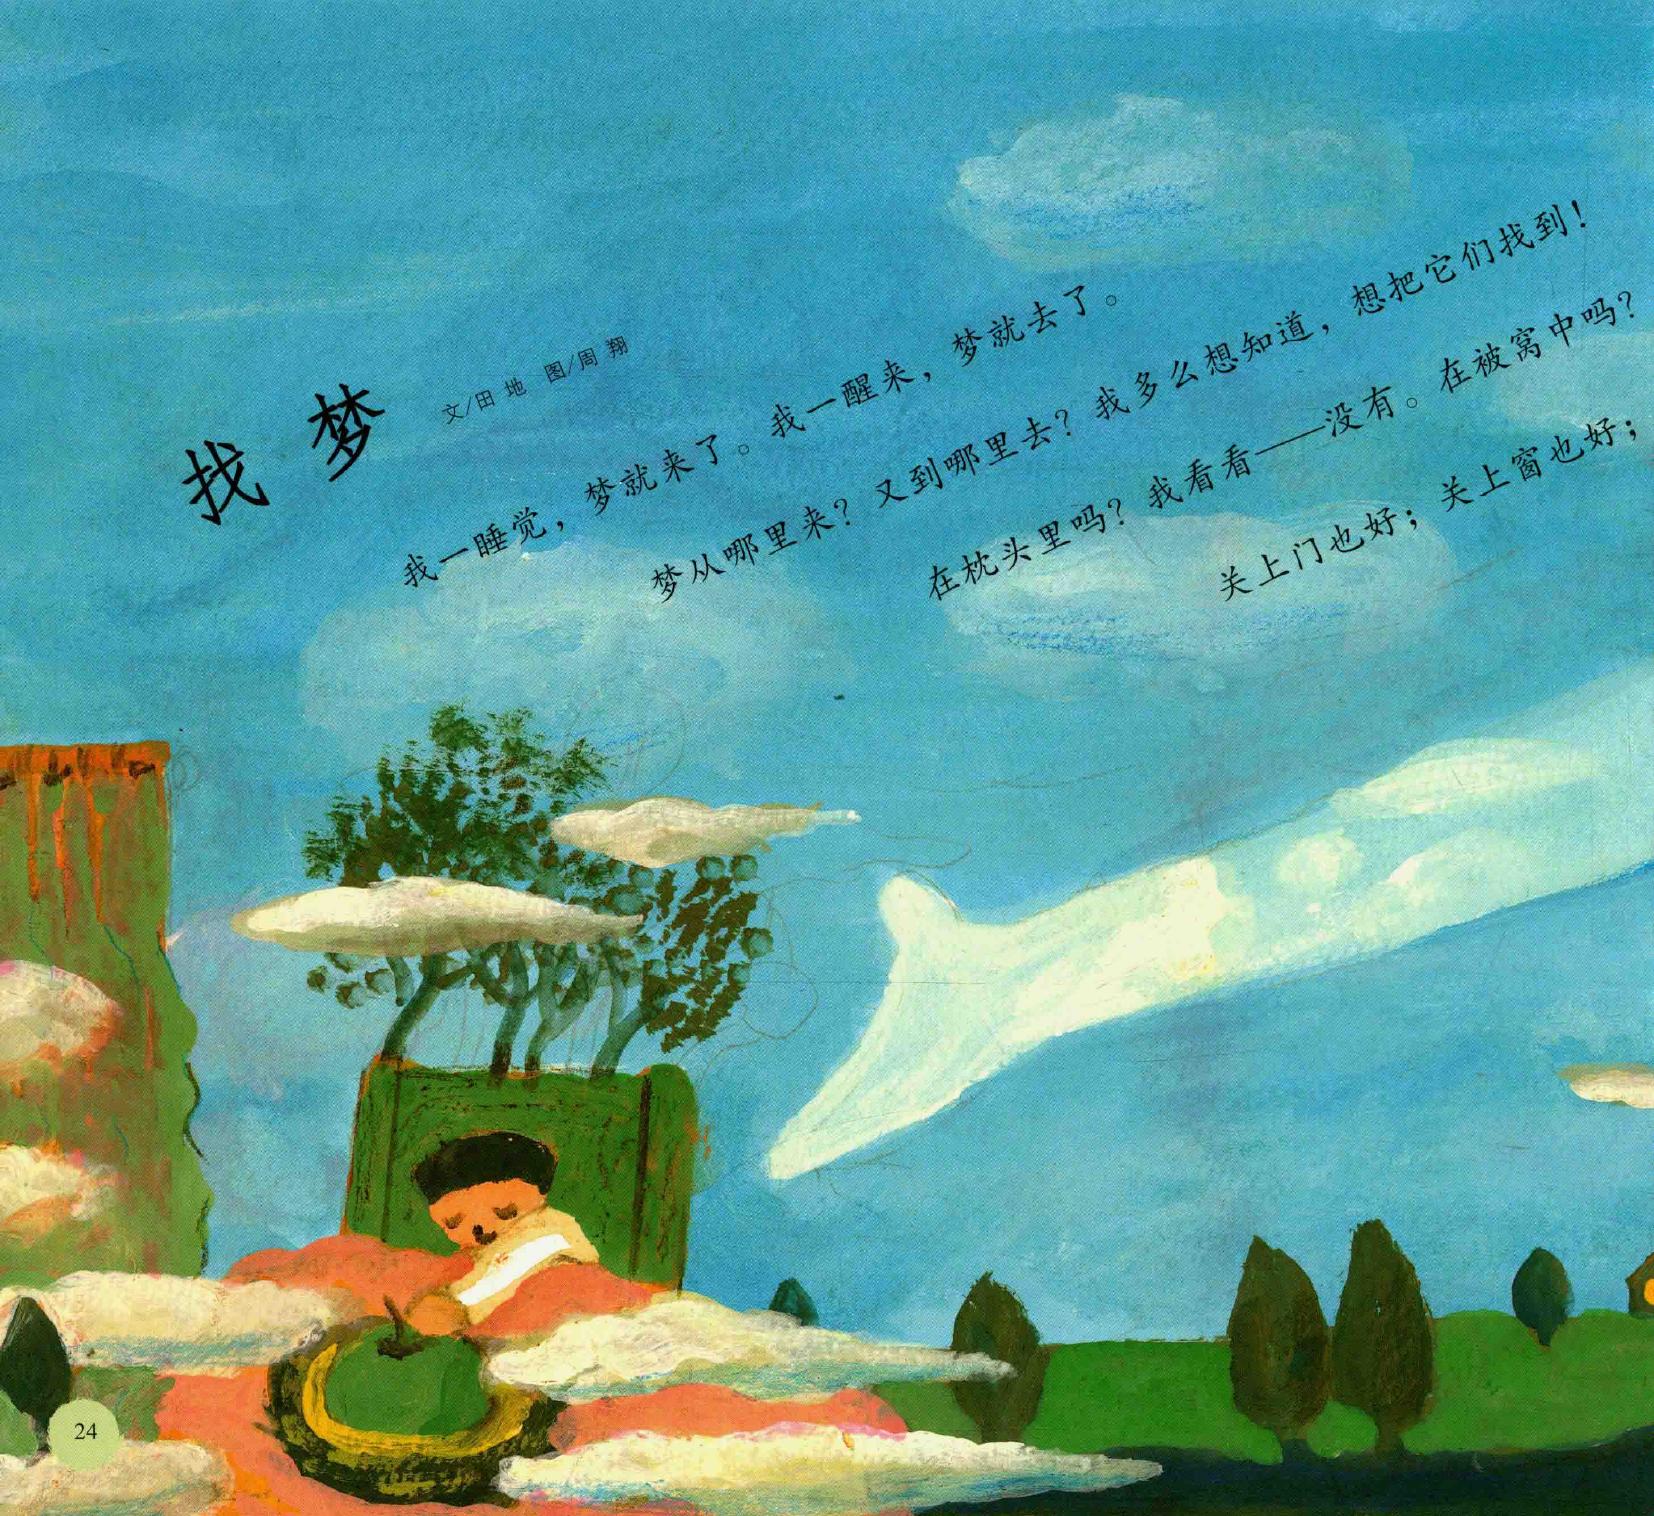 找梦
文/田地 图/周翔
我一睡觉，梦就来了。我一醒来，梦就去了。
梦从哪里来？又到哪里去？我多么想知道，想把它们找到！
在枕头里吗？我看看——没有。在被窝中吗？
关上门也好；关上窗也好；
24